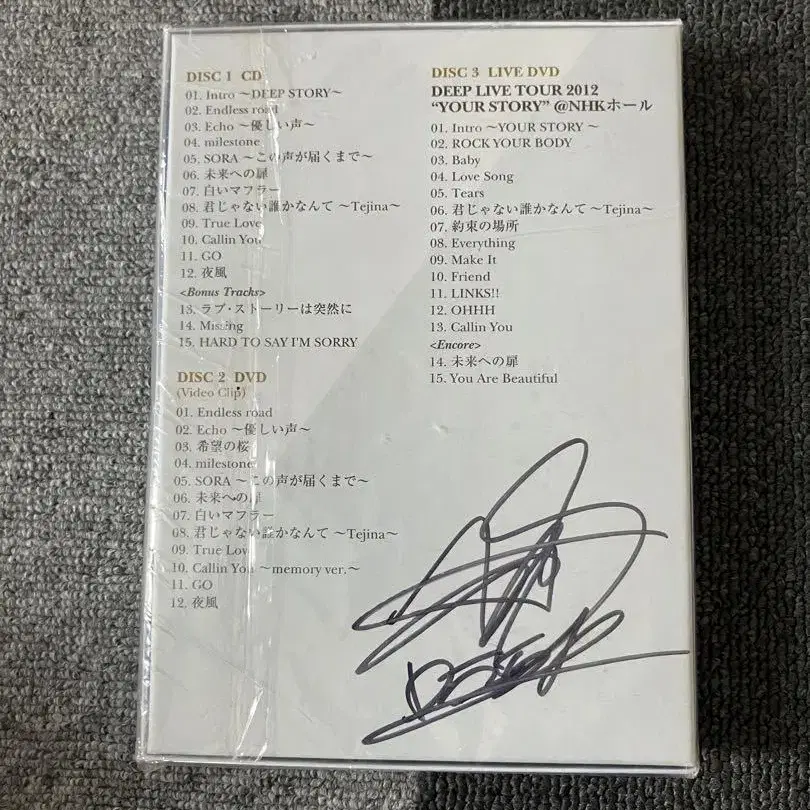 DISC 1 CD
01. Intro ～DEEP STORY～
02. Endless road
03. Echo ～優しい声～
04. milestone
05. SORA ～この声が届くまで～
06. 未来への扉
07. 白いマフラー
08. 君じゃない誰かなんて ～Tejina～
09. True Love
10. Callin You
11. GO
12. 夜風
<Bonus Tracks>
13. ラブ・ストーリーは突然に
14. Missing
15. HARD TO SAY I'M SORRY
DISC 2 DVD
(Video Clip)
01. Endless road
02. Echo ～優しい声～
03. 希望の桜
04. milestone
05. SORA ～この声が届くまで～
06. 未来への扉
07. 白いマフラー
08. 君じゃない誰かなんて ～Tejina～
09. True Love
10. Callin You ～memory ver.～
11. GO
12. 夜風
DISC 3 LIVE DVD
DEEP LIVE TOUR 2012
“YOUR STORY” @NHKホール
01. Intro ～YOUR STORY ～
02. ROCK YOUR BODY
03. Baby
04. Love Song
05. Tears
06. 君じゃない誰かなんて ～Tejina～
07. 約束の場所
08. Everything
09. Make It
10. Friend
11. LINKS!!
12. OHHH
13. Callin You
<Encore>
14. 未来への扉
15. You Are Beautiful